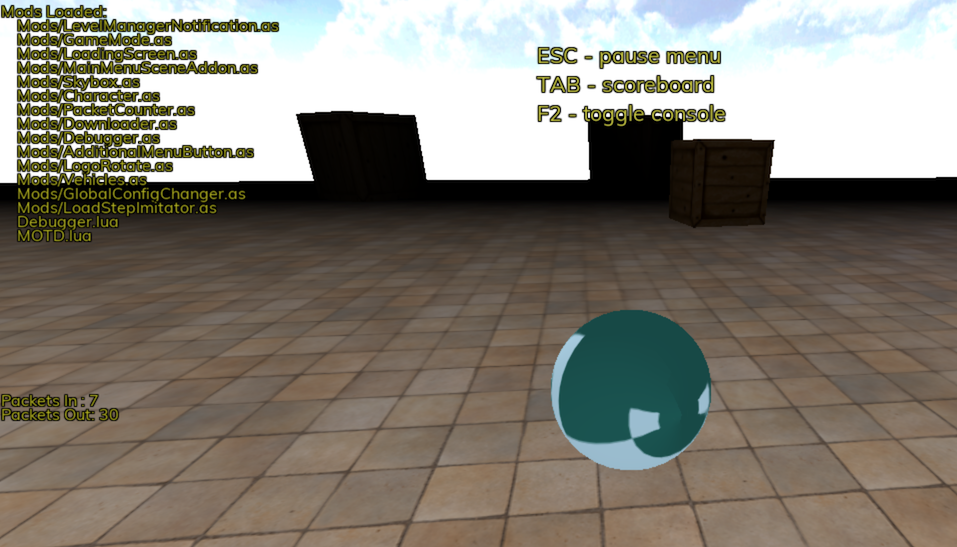 Mods Loaded:
Mods/LevelManagerNotification.as
Mods/GameMode.as
Mods/LoadingScreen.as
Mods/MainMenuSceneAddon.as
Mods/Skybox.as
Mods/Character.as
Mods/PacketCounter.as
Mods/Downloader.as
Mods/Debugger.as
Mods/AdditionalMenuButton.as
Mods/LogoRotate.as
Mods/Vehicles.as
Mods/GlobalConfigChanger.as
Mods/LoadStepImitator.as
Debugger.lua
MOTD.lua
ESC - pause menu
TAB - scoreboard
F2 - toggle console
Packets In : 7
Packets Out: 30